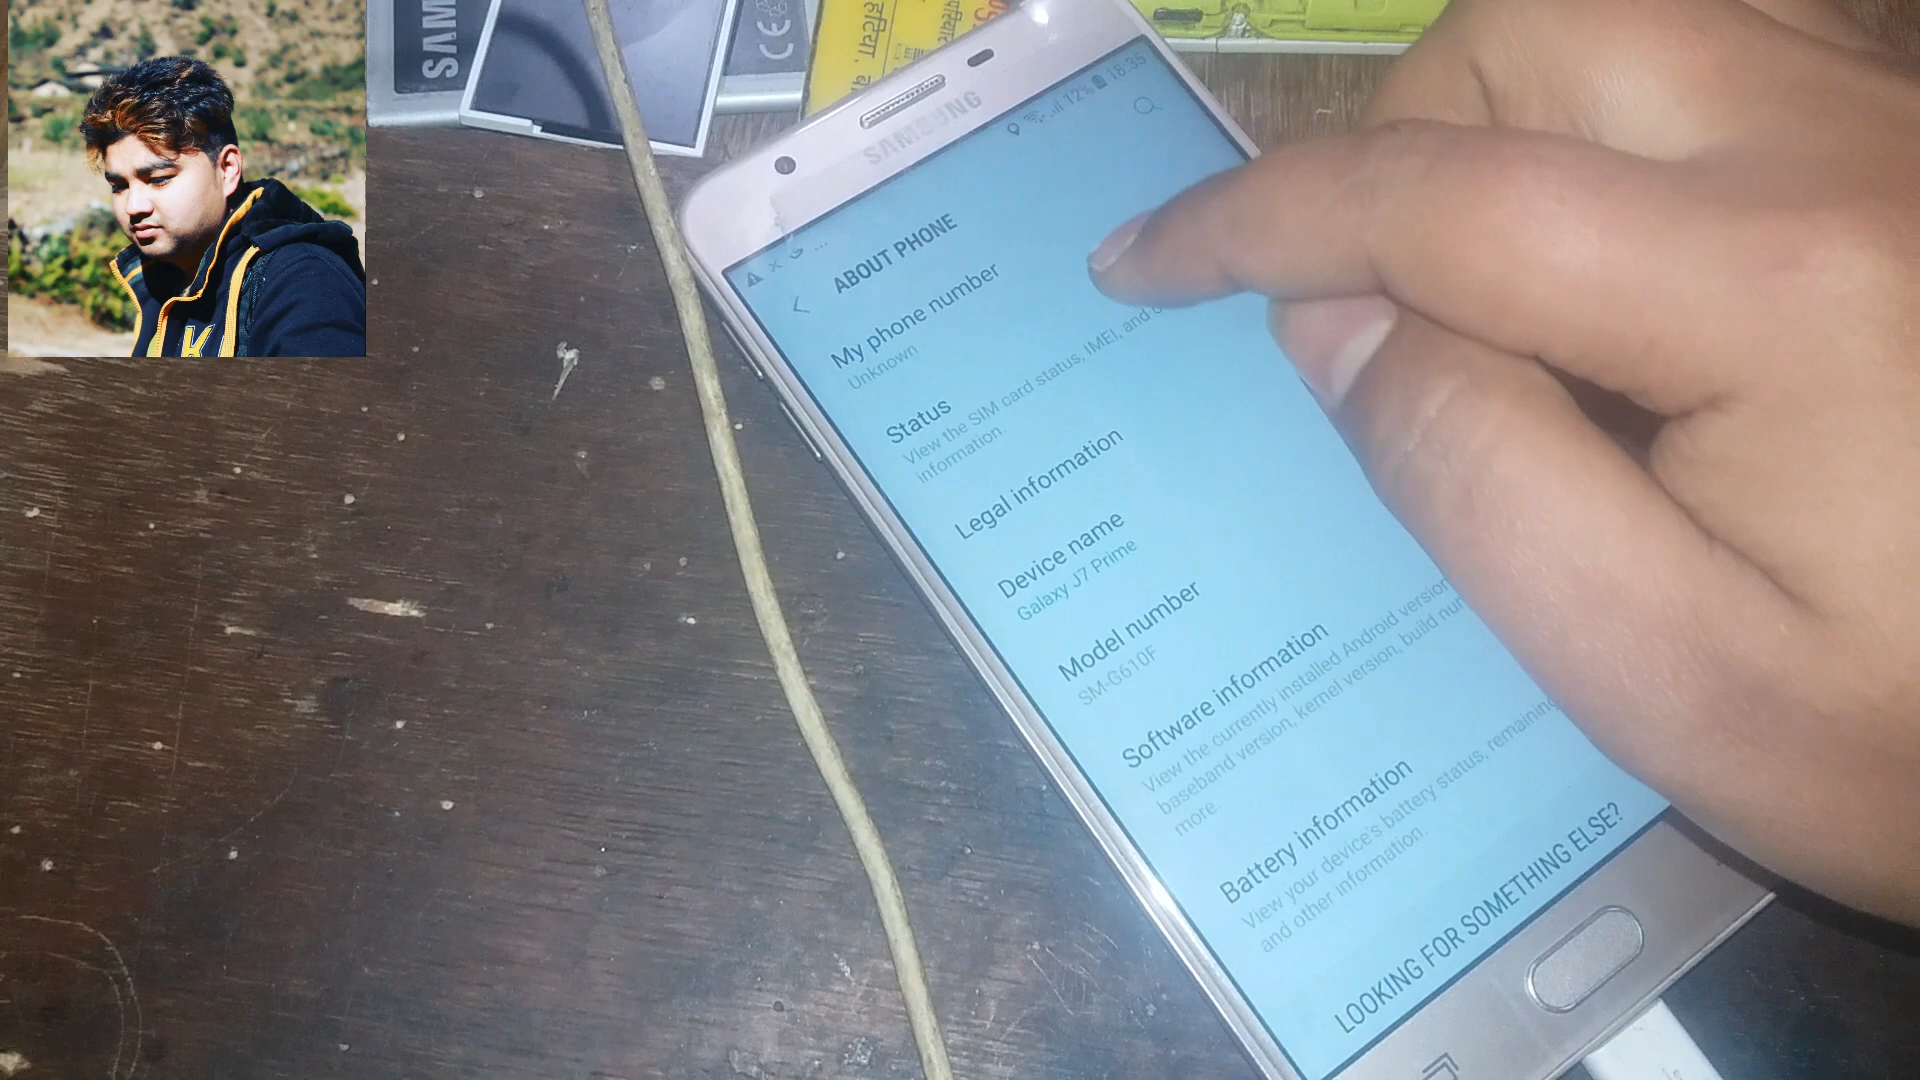 SAM
CE
SAMSUNG
12% 18:35
ABOUT PHONE
My phone number
Unknown
Status
View the SIM card status, IMEI, and
information.
Legal information
Device name
Galaxy J7 Prime
Model number
SM-G610F
Software information
View the currently installed Android version
baseband version, kernel version, build
more.
Battery information
View your device's battery status, remaining
and other information.
LOOKING FOR SOMETHING ELSE?
K